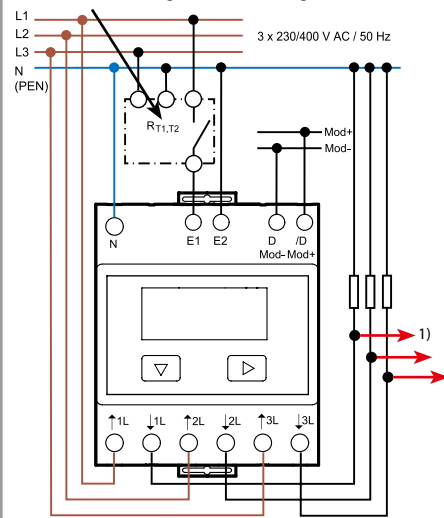 L1
L2
L3
N
(PEN)
3 x 230/400 V AC / 50 Hz
RT1,T2
Mod+
Mod-
N
E1
E2
D
/D
Mod-
Mod+
1)
↑1L
↓1L
↑2L
↓2L
↑3L
↓3L